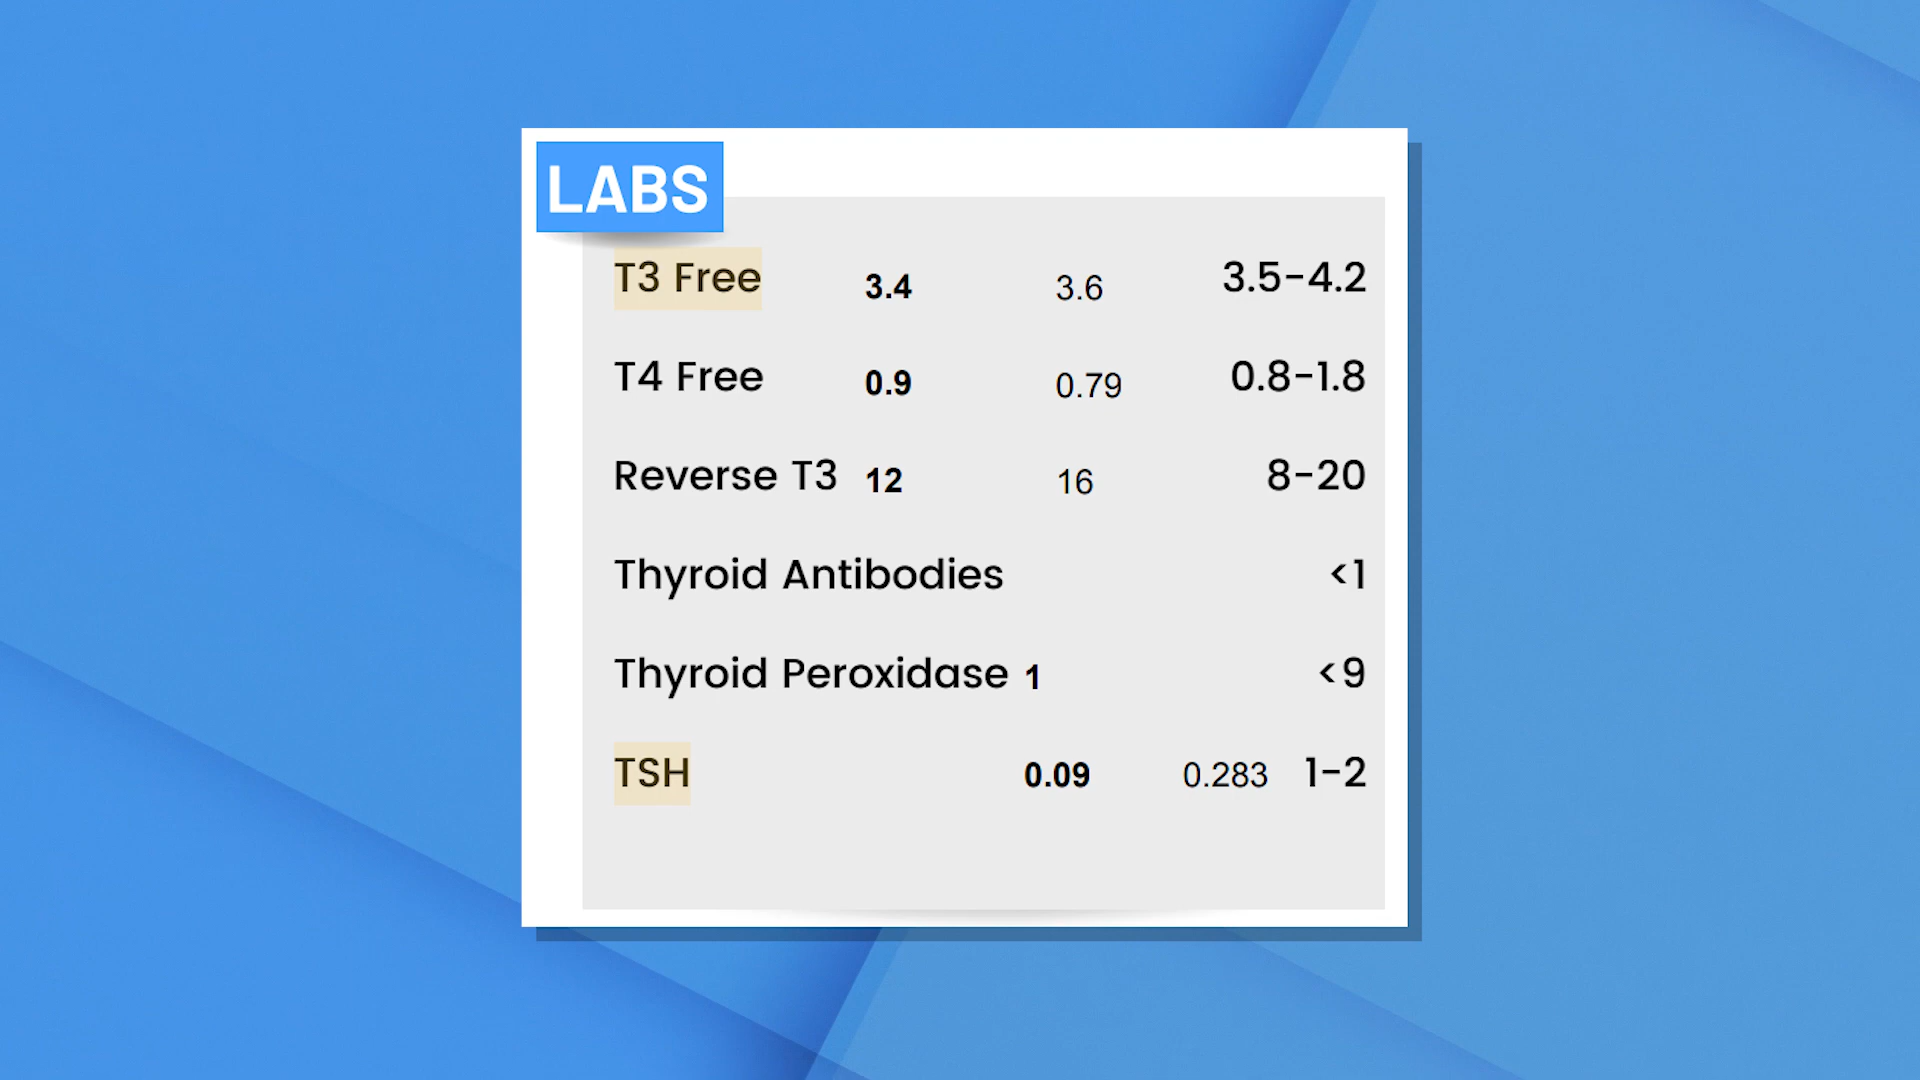 LABS
T3 Free 3.4 3.6 3.5-4.2
T4 Free 0.9 0.79 0.8-1.8
Reverse T3 12 16 8-20
Thyroid Antibodies <1
Thyroid Peroxidase 1 <9
TSH 0.09 0.283 1-2